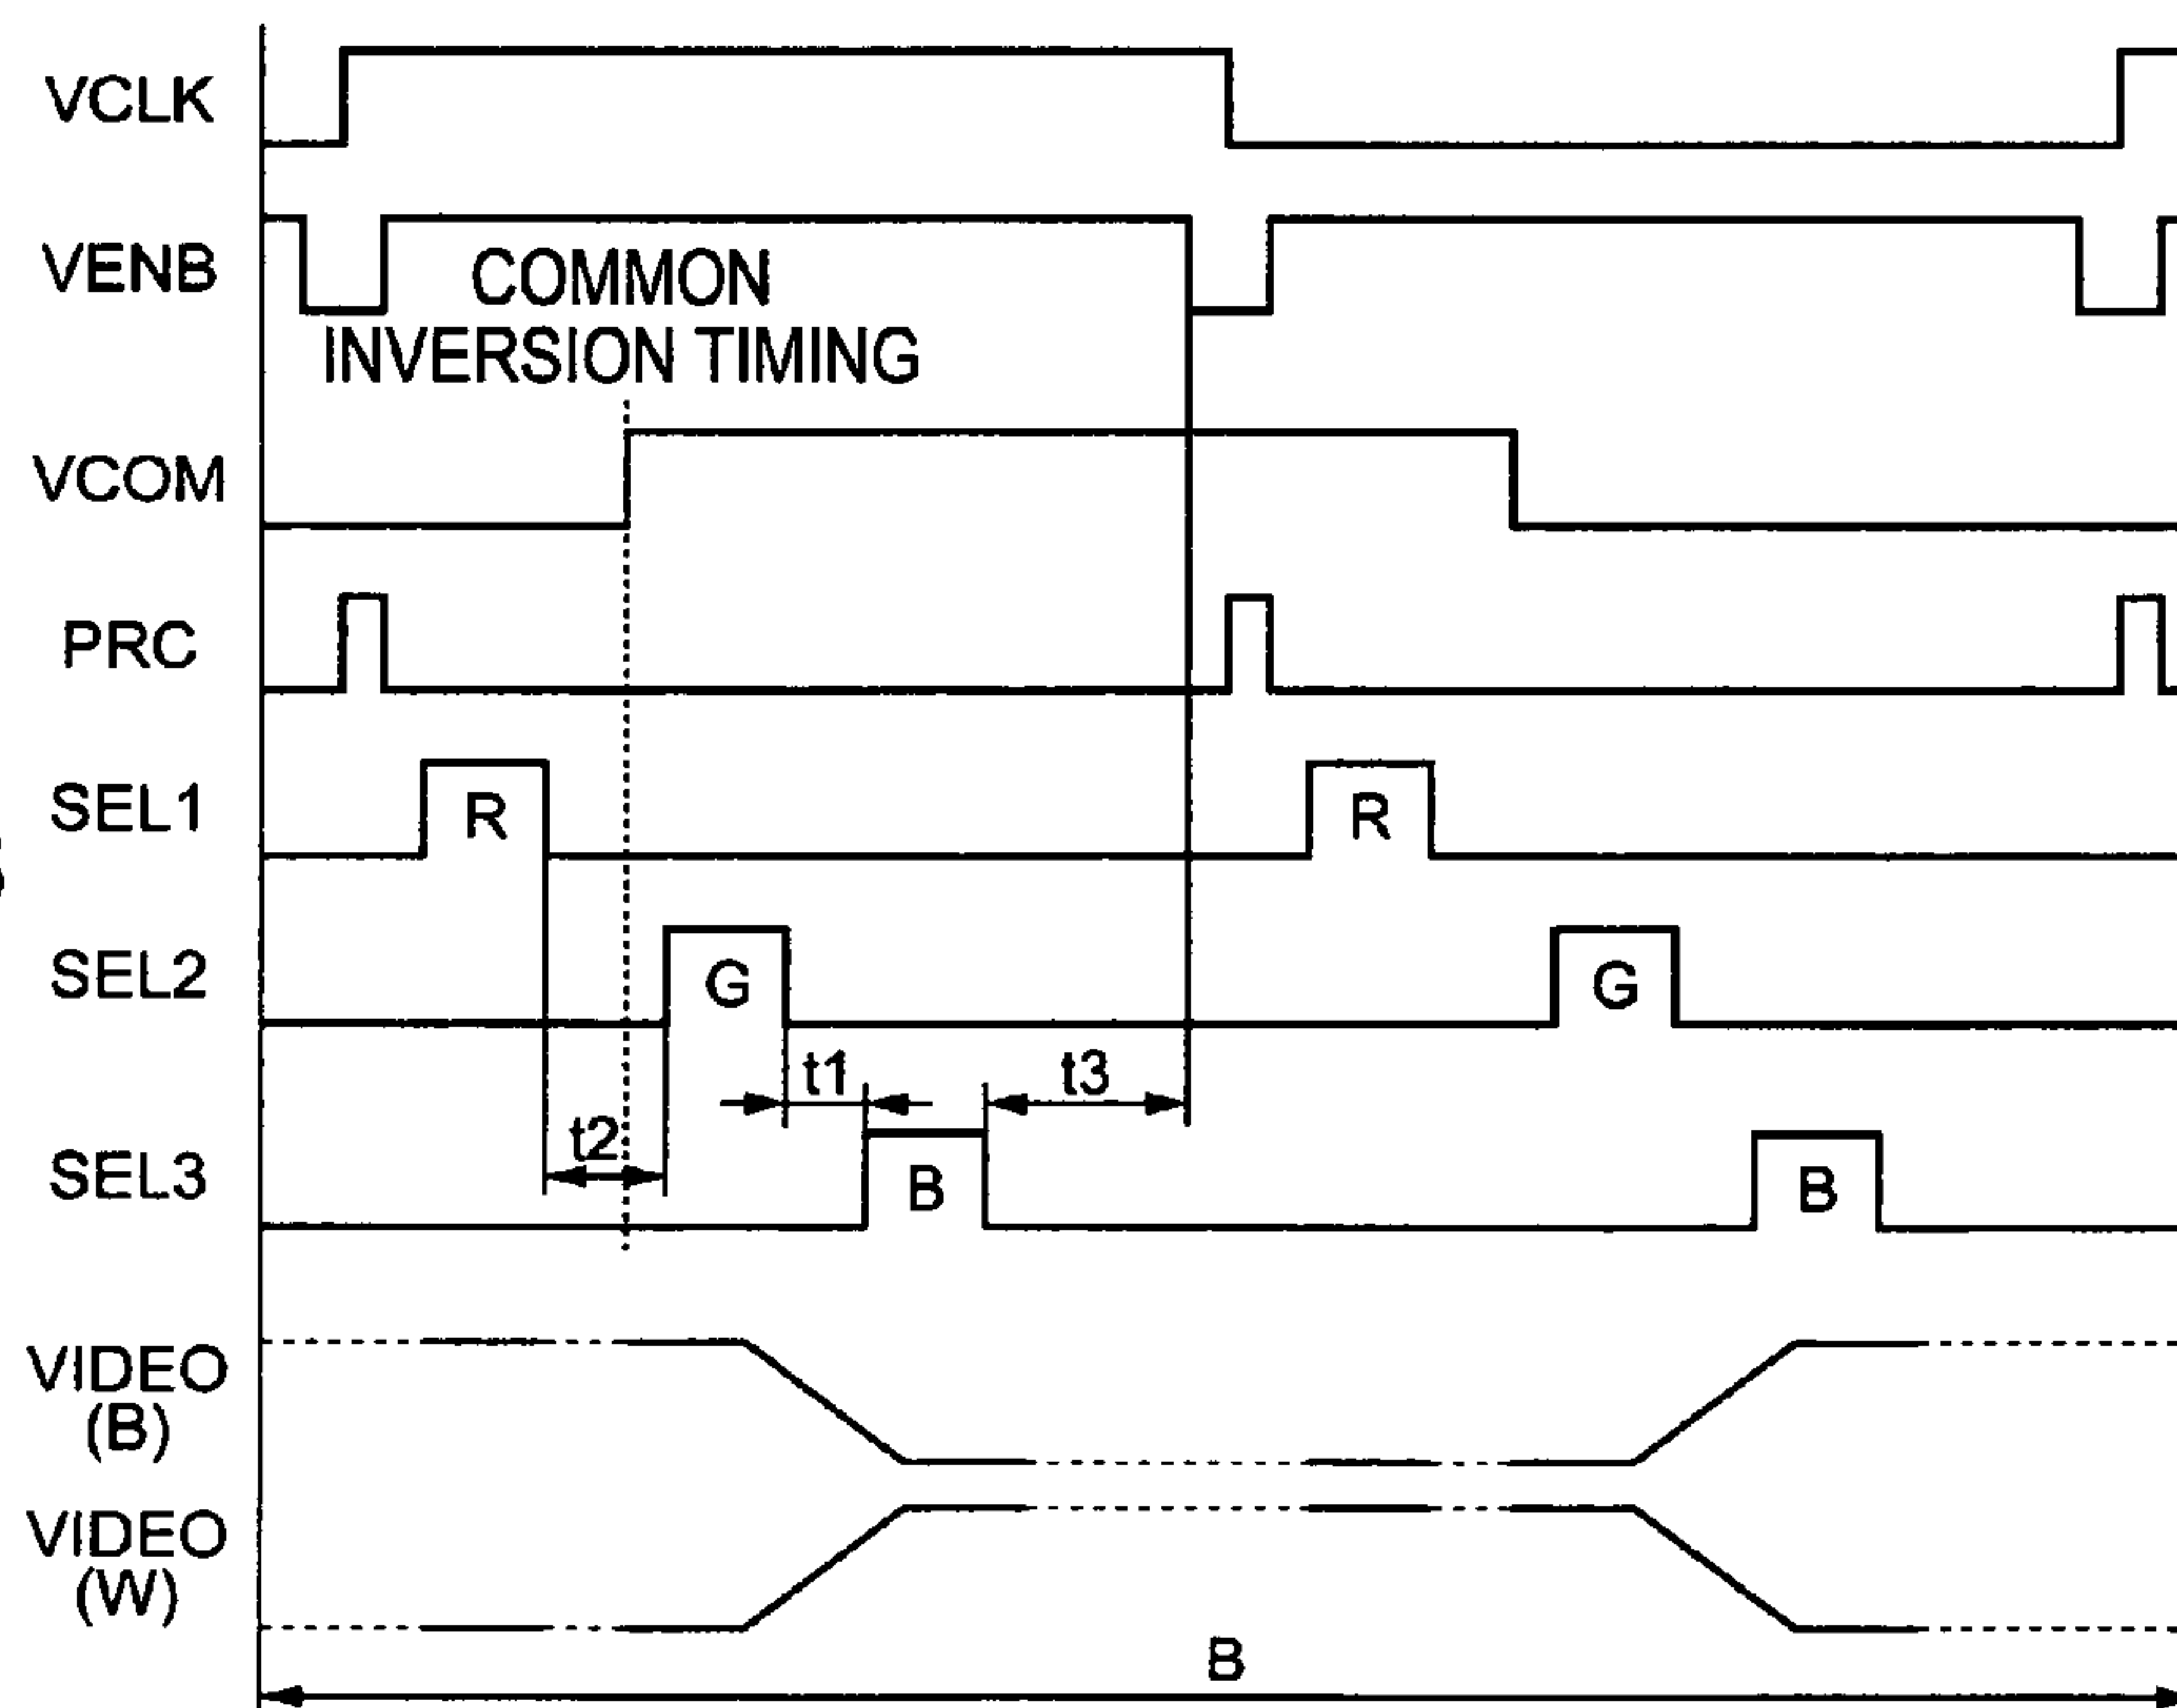 VCLK
VENB
COMMON
INVERSION TIMING
VCOM
PRC
SEL1
R
R
SEL2
G
G
t1
t3
t2
SEL3
B
B
VIDEO
(B)
VIDEO
(W)
B